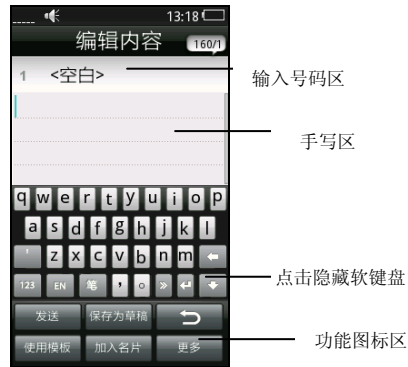 13:18
编辑内容 160/1
1 <空白>
输入号码区
手写区
q w e r t y u i o p
a s d f g h j k l
' z x c v b n m
123 EN 笔 , 。 »
点击隐藏软键盘
发送 保存为草稿
使用模板 加入名片 更多
功能图标区